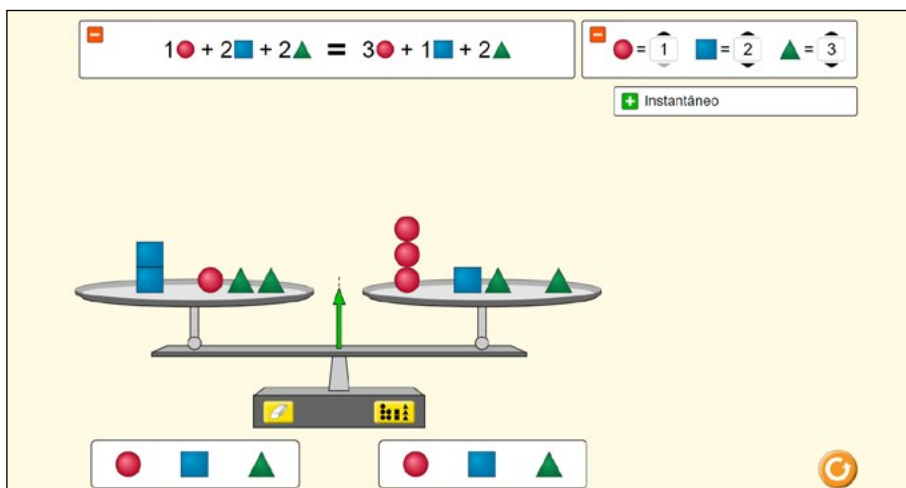 1🔴 + 2🟦 + 2▲ = 3🔴 + 1🟦 + 2▲
🔴 = 1 🟦 = 2 ▲ = 3
Instantâneo